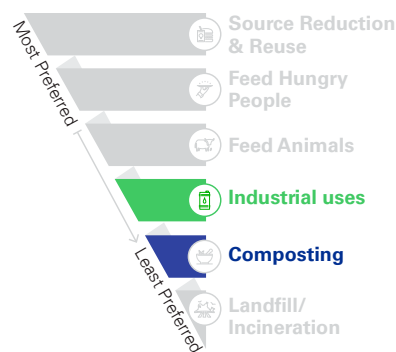 Most Preferred
Source Reduction
& Reuse
Feed Hungry
People
Feed Animals
Industrial uses
Composting
Least Preferred
Landfill/
Incineration